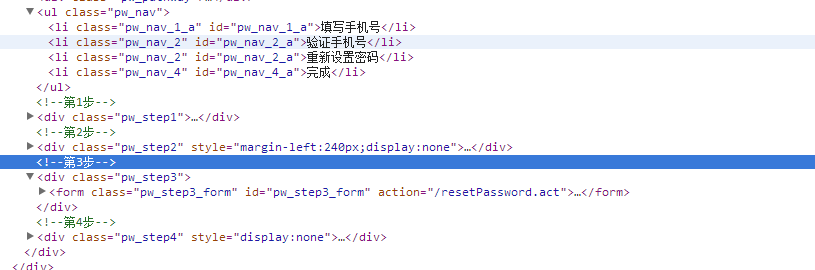 ▼<ul class="pw_nav">
<li class="pw_nav_1_a" id="pw_nav_1_a">填写手机号</li>
<li class="pw_nav_2" id="pw_nav_2_a">验证手机号</li>
<li class="pw_nav_2" id="pw_nav_2_a">重新设置密码</li>
<li class="pw_nav_4" id="pw_nav_4_a">完成</li>
</ul>
<!--第1步-->
▶<div class="pw_step1">…</div>
<!--第2步-->
▶<div class="pw_step2" style="margin-left:240px;display:none">…</div>
<!--第3步-->
▼<div class="pw_step3">
▶<form class="pw_step3_form" id="pw_step3_form" action="/resetPassword.act">…</form>
</div>
<!--第4步-->
▶<div class="pw_step4" style="display:none">…</div>
</div>
</div>